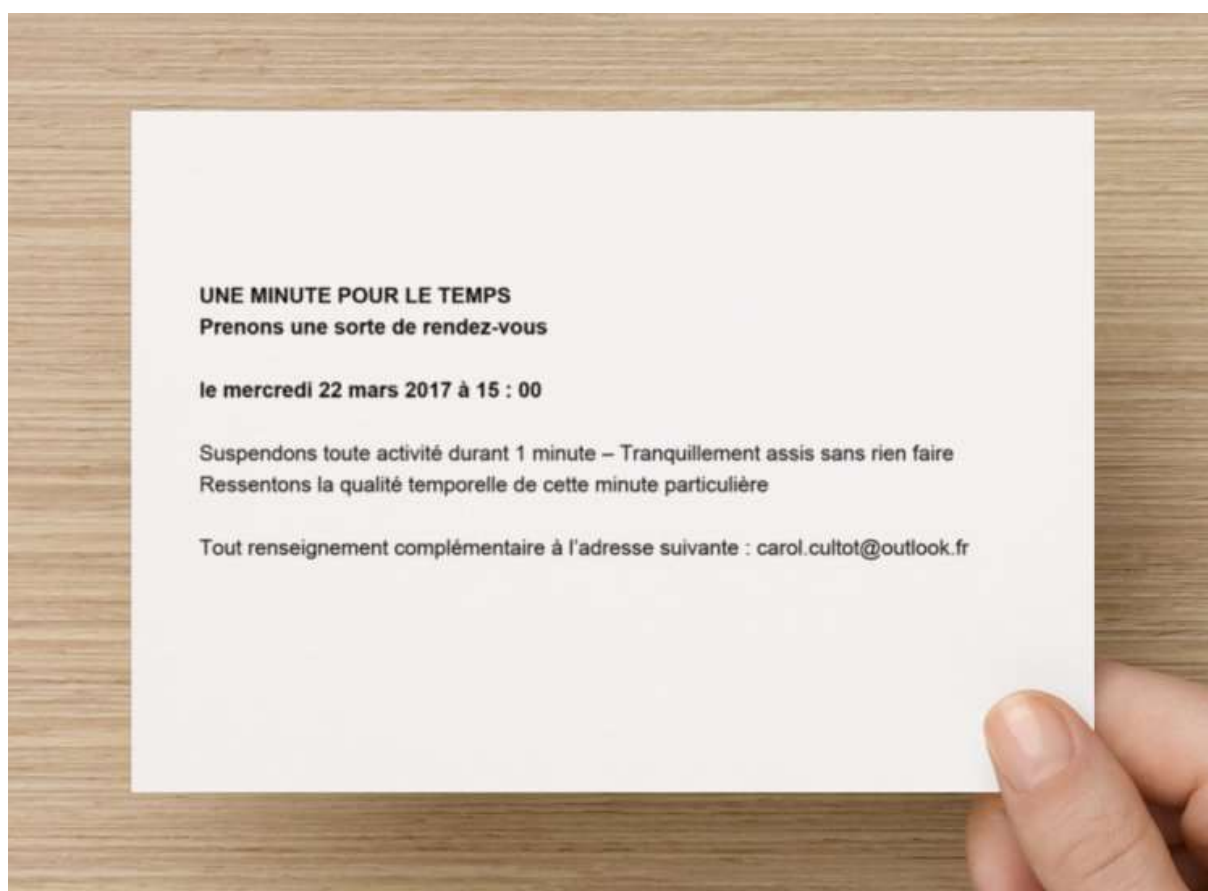 UNE MINUTE POUR LE TEMPS
Prenons une sorte de rendez-vous
le mercredi 22 mars 2017 à 15 : 00
Suspendons toute activité durant 1 minute – Tranquillement assis sans rien faire
Ressentons la qualité temporelle de cette minute particulière
Tout renseignement complémentaire à l'adresse suivante : carol.cultot@outlook.fr